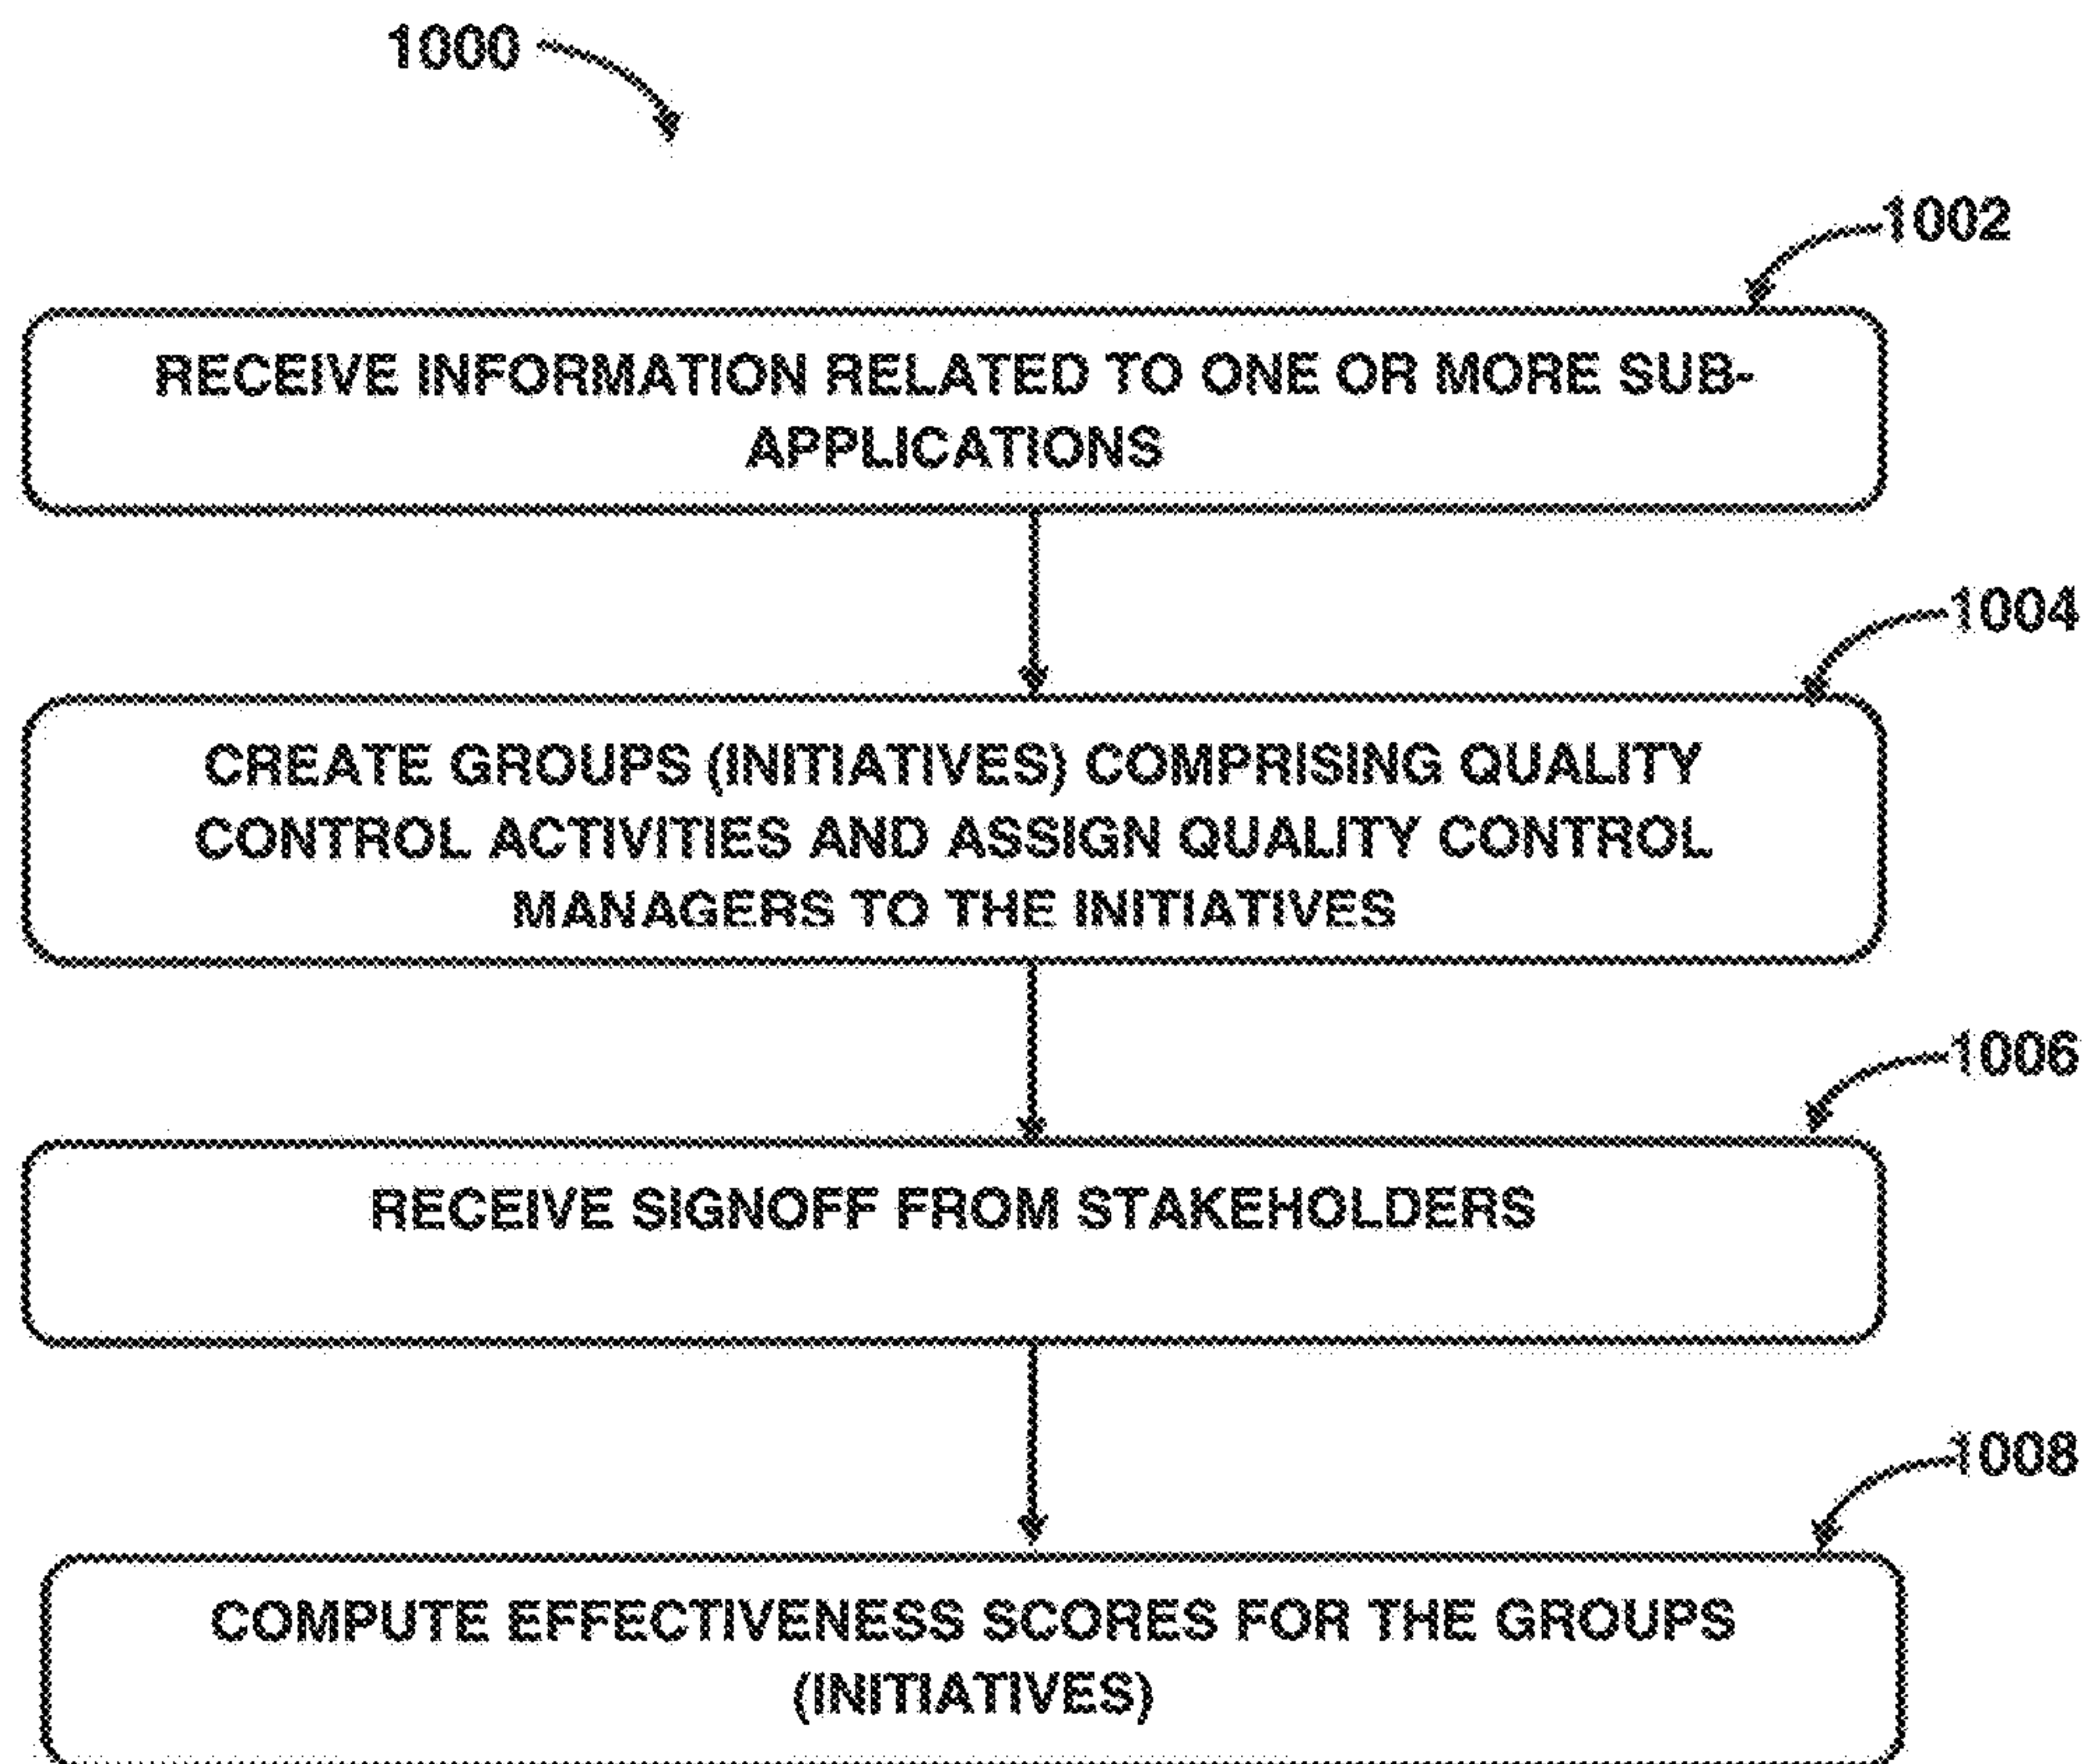 1000
1002
RECEIVE INFORMATION RELATED TO ONE OR MORE SUB-
APPLICATIONS
1004
CREATE GROUPS (INITIATIVES) COMPRISING QUALITY
CONTROL ACTIVITIES AND ASSIGN QUALITY CONTROL
MANAGERS TO THE INITIATIVES
1006
RECEIVE SIGNOFF FROM STAKEHOLDERS
1008
COMPUTE EFFECTIVENESS SCORES FOR THE GROUPS
(INITIATIVES)